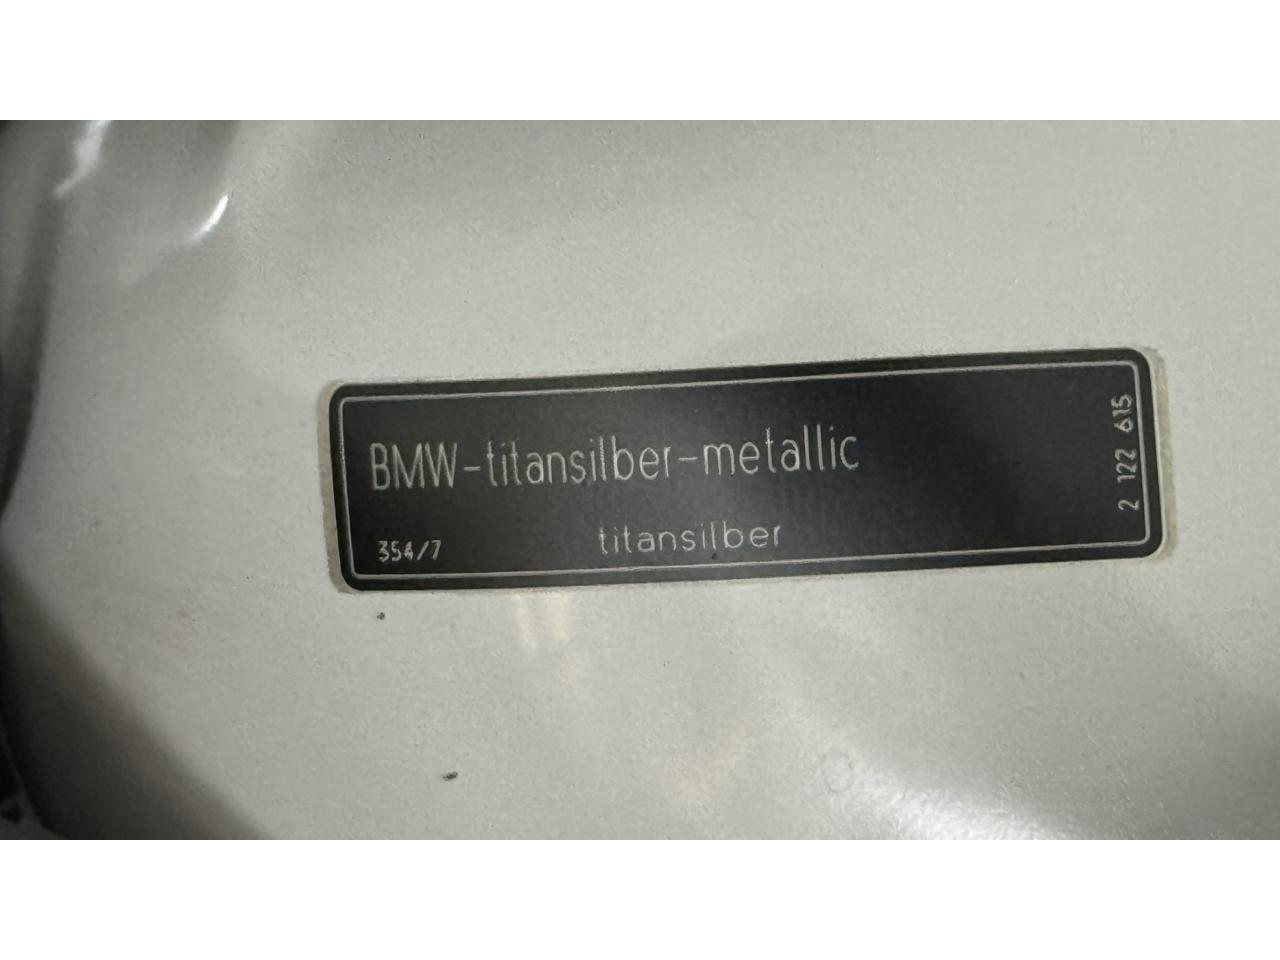 BMW-titansilber-metallic
354/7
titansilber
2 122 615